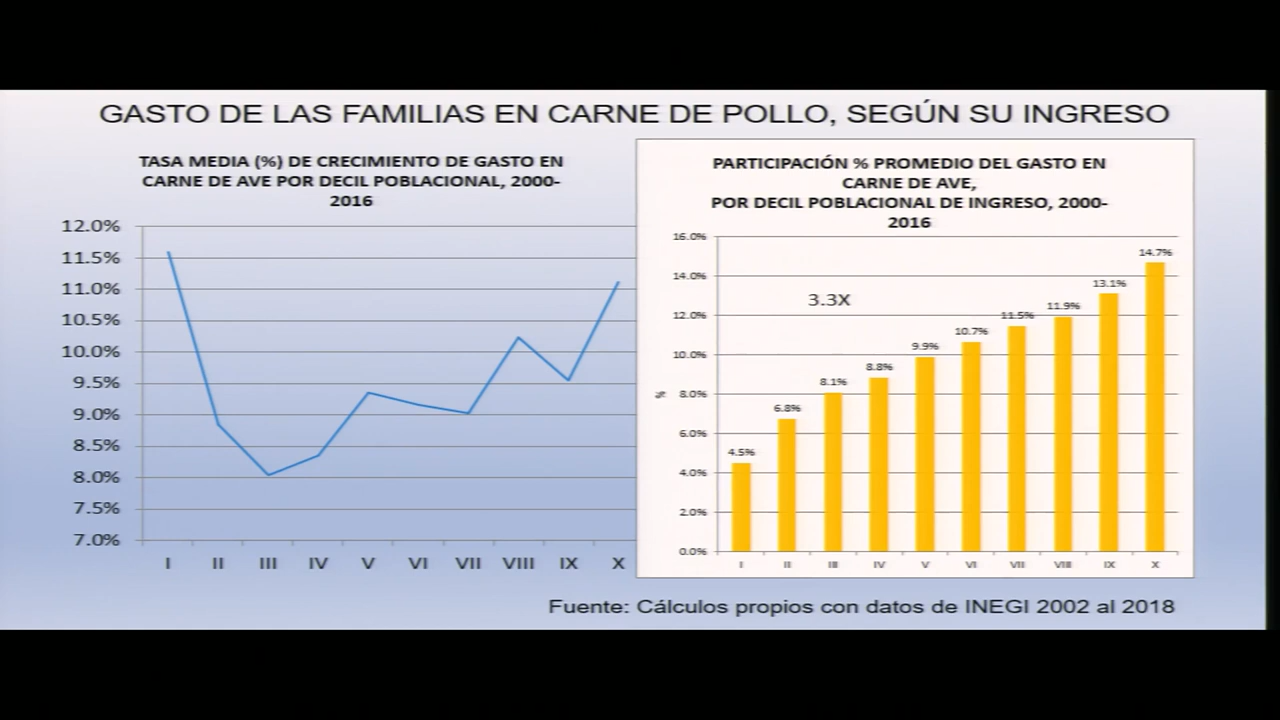 GASTO DE LAS FAMILIAS EN CARNE DE POLLO, SEGÚN SU INGRESO
TASA MEDIA (%) DE CRECIMIENTO DE GASTO EN
CARNE DE AVE POR DECIL POBLACIONAL, 2000-
2016
12.0%
11.5%
11.0%
10.5%
10.0%
9.5%
9.0%
8.5%
8.0%
7.5%
7.0%
I II III IV V VI VII VIII IX X
PARTICIPACIÓN % PROMEDIO DEL GASTO EN
CARNE DE AVE,
POR DECIL POBLACIONAL DE INGRESO, 2000-
2016
16.0%
14.0%
12.0%
10.0%
8.0%
6.0%
4.0%
2.0%
0.0%
%
3.3X
4.5% 6.8% 8.1% 8.8% 9.9% 10.7% 11.5% 11.9% 13.1% 14.7%
I II III IV V VI VII VIII IX X
Fuente: Cálculos propios con datos de INEGI 2002 al 2018